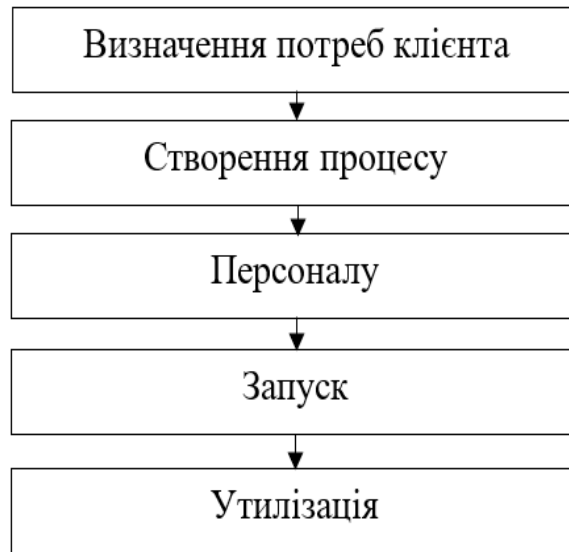 Визначення потреб клієнта
Створення процесу
Персоналу
Запуск
Утилізація